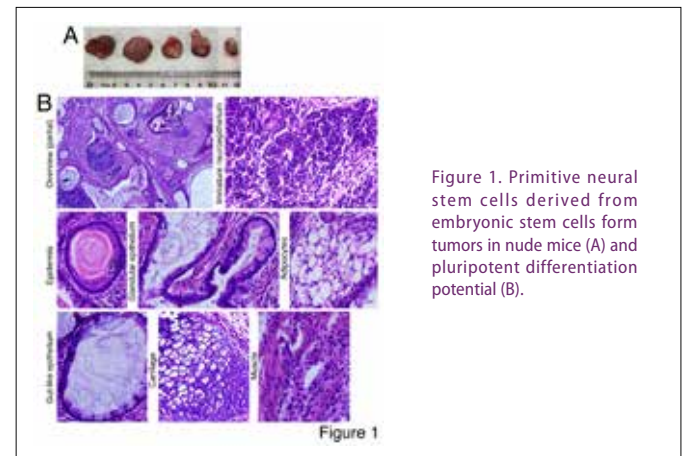 A
B
Overview (partial)
Immature neuroepithelium
Epidermis
Glandular epithelium
Adipocytes
Gut-like epithelium
Cartilage
Muscle
Figure 1
Figure 1. Primitive neural
stem cells derived from
embryonic stem cells form
tumors in nude mice (A) and
pluripotent differentiation
potential (B).